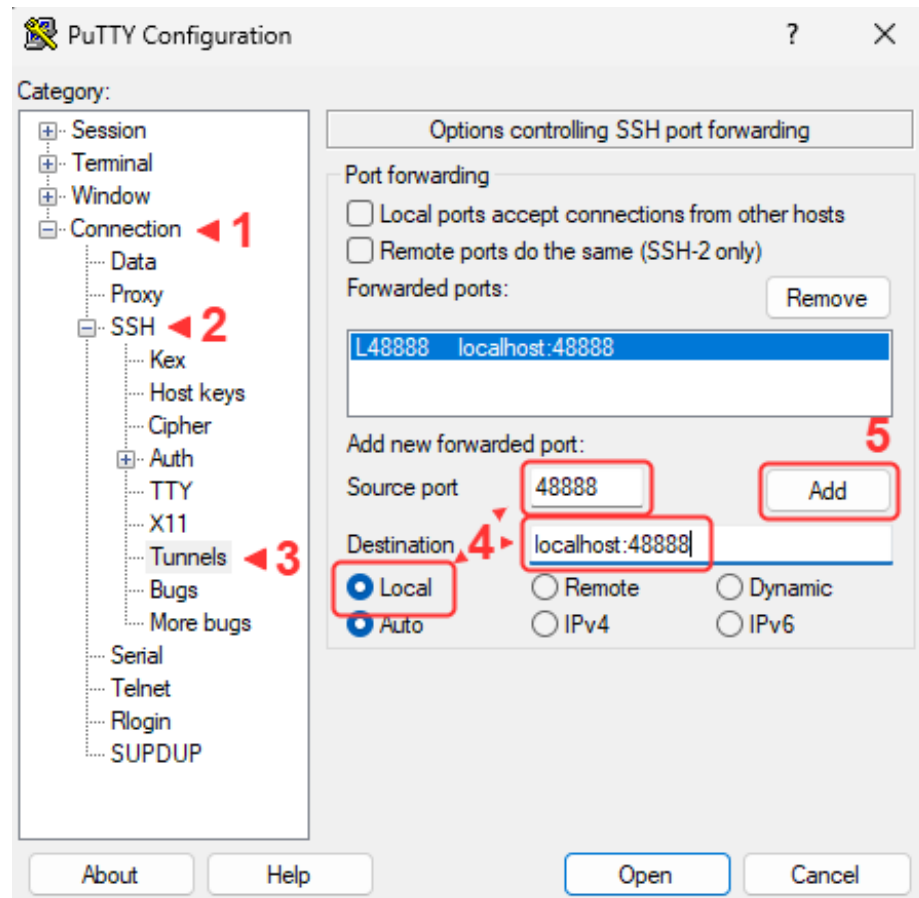 PuTTY Configuration ? ×
Category:
Session
Terminal
Window
Connection 1
Data
Proxy
SSH 2
Kex
Host keys
Cipher
Auth
TTY
X11
Tunnels 3
Bugs
More bugs
Serial
Telnet
Rlogin
SUPDUP
Options controlling SSH port forwarding
Port forwarding
Local ports accept connections from other hosts
Remote ports do the same (SSH-2 only)
Forwarded ports:
Remove
L48888 localhost:48888
Add new forwarded port: 5
Source port 48888 Add
Destination 4 localhost:48888
Local Remote Dynamic
Auto IPv4 IPv6
About Help Open Cancel